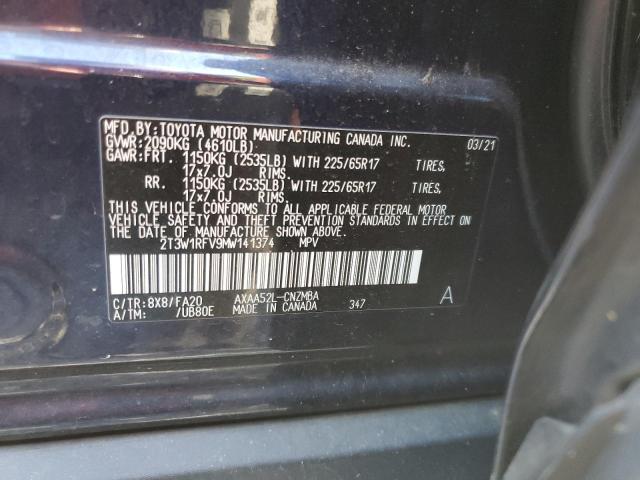 MFD.BY:TOYOTA MOTOR MANUFACTURING CANADA INC. 03/21
GVWR:2090KG (4610LB)
GAWR:FRT. 1150KG (2535LB) WITH 225/65R17 TIRES,
17x7.0J RIMS.
RR. 1150KG (2535LB) WITH 225/65R17 TIRES,
17x7.0J RIMS.
THIS VEHICLE CONFORMS TO ALL APPLICABLE FEDERAL MOTOR
VEHICLE SAFETY AND THEFT PREVENTION STANDARDS IN EFFECT ON
THE DATE OF MANUFACTURE SHOWN ABOVE.
2T3W1RFV9MW141374 MPV
C/TR:8X8/FA20 AXAA52L-CNZMBA 347 A
A/TM: /UB80E MADE IN CANADA